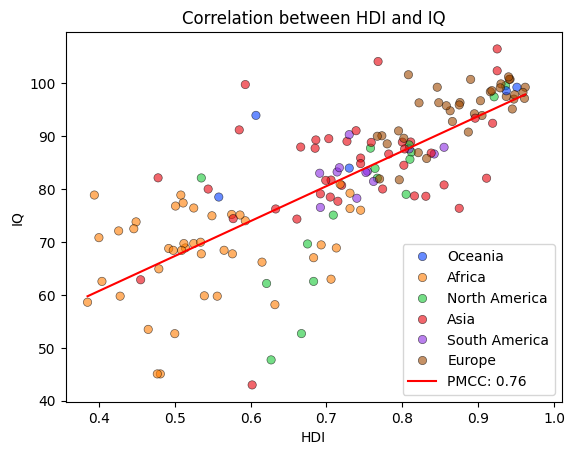 Correlation between HDI and IQ
IQ
100
90
80
70
60
50
40
0.4
0.5
0.6
0.7
0.8
0.9
1.0
HDI
Oceania
Africa
North America
Asia
South America
Europe
PMCC: 0.76